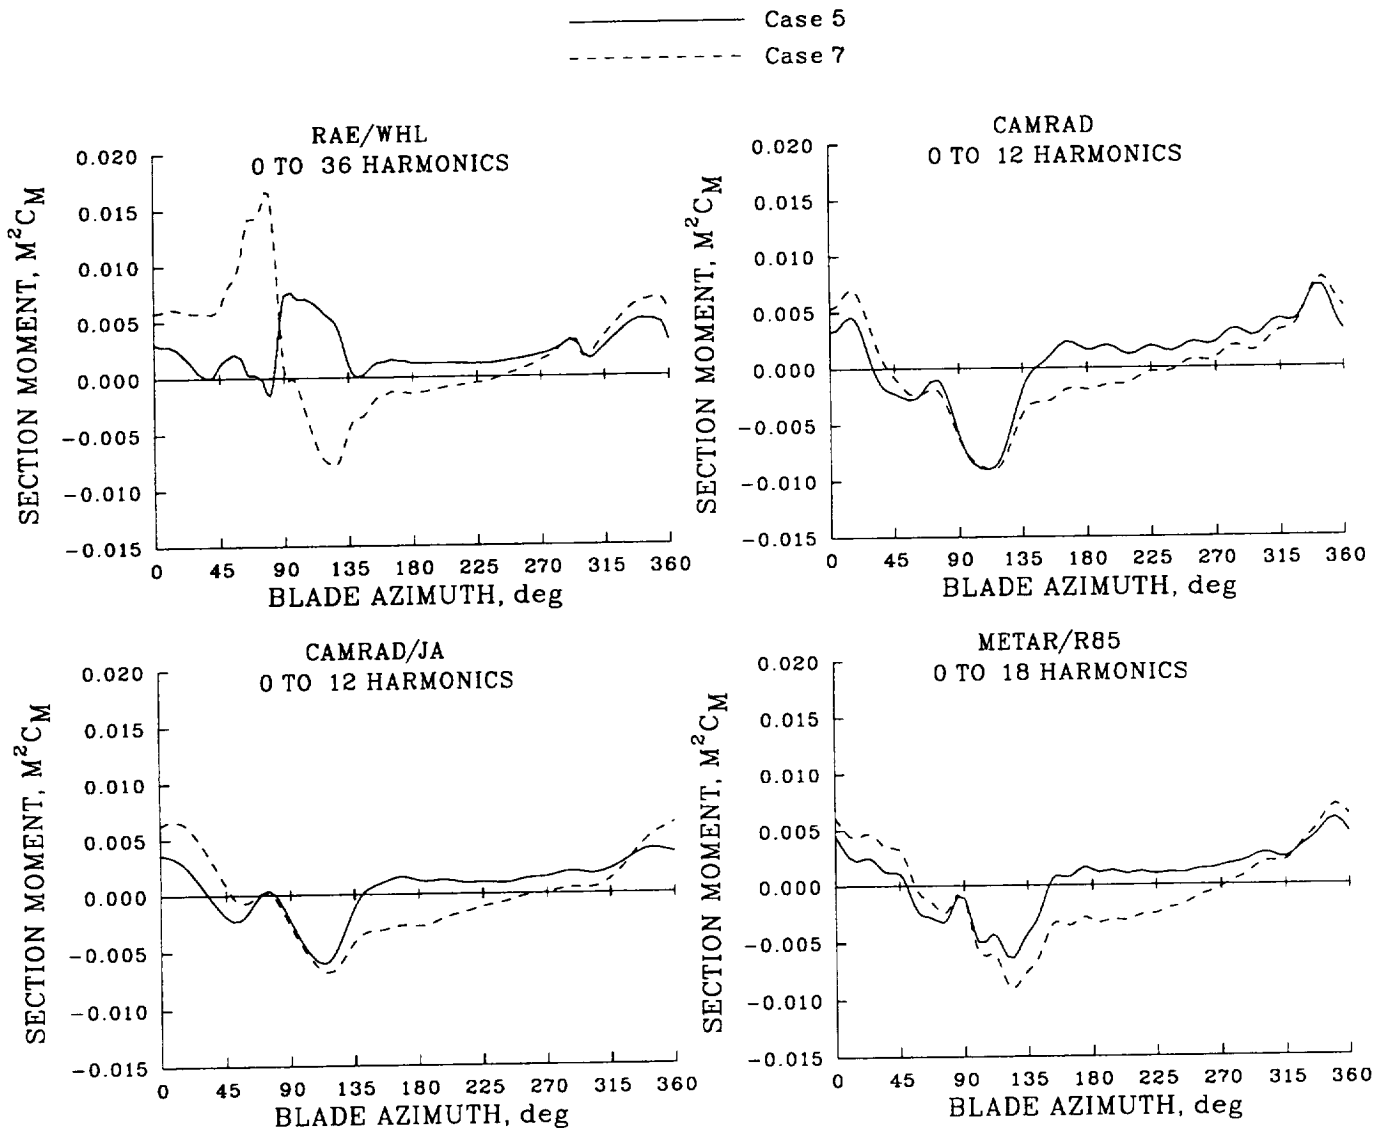 Case 5
Case 7
RAE/WHL
0 TO 36 HARMONICS
0.020
0.015
0.010
0.005
0.000
−0.005
−0.010
−0.015
SECTION MOMENT, M²C_M
0 45 90 135 180 225 270 315 360
BLADE AZIMUTH, deg
CAMRAD
0 TO 12 HARMONICS
0.020
0.015
0.010
0.005
0.000
−0.005
−0.010
−0.015
SECTION MOMENT, M²C_M
0 45 90 135 180 225 270 315 360
BLADE AZIMUTH, deg
CAMRAD/JA
0 TO 12 HARMONICS
0.020
0.015
0.010
0.005
0.000
−0.005
−0.010
−0.015
SECTION MOMENT, M²C_M
0 45 90 135 180 225 270 315 360
BLADE AZIMUTH, deg
METAR/R85
0 TO 18 HARMONICS
0.020
0.015
0.010
0.005
0.000
−0.005
−0.010
−0.015
SECTION MOMENT, M²C_M
0 45 90 135 180 225 270 315 360
BLADE AZIMUTH, deg